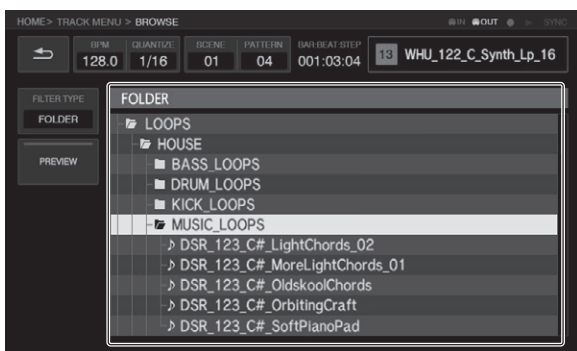 HOME> TRACK MENU > BROWSE
IN OUT SYNC
BPM QUANTIZE SCENE PATTERN BAR:BEAT:STEP
128.0 1/16 01 04 001:03:04
13 WHU_122_C_Synth_Lp_16
FILTER TYPE
FOLDER
PREVIEW
FOLDER
LOOPS
HOUSE
BASS_LOOPS
DRUM_LOOPS
KICK_LOOPS
MUSIC_LOOPS
DSR_123_C#_LightChords_02
DSR_123_C#_MoreLightChords_01
DSR_123_C#_OldskoolChords
DSR_123_C#_OrbitingCraft
DSR_123_C#_SoftPianoPad